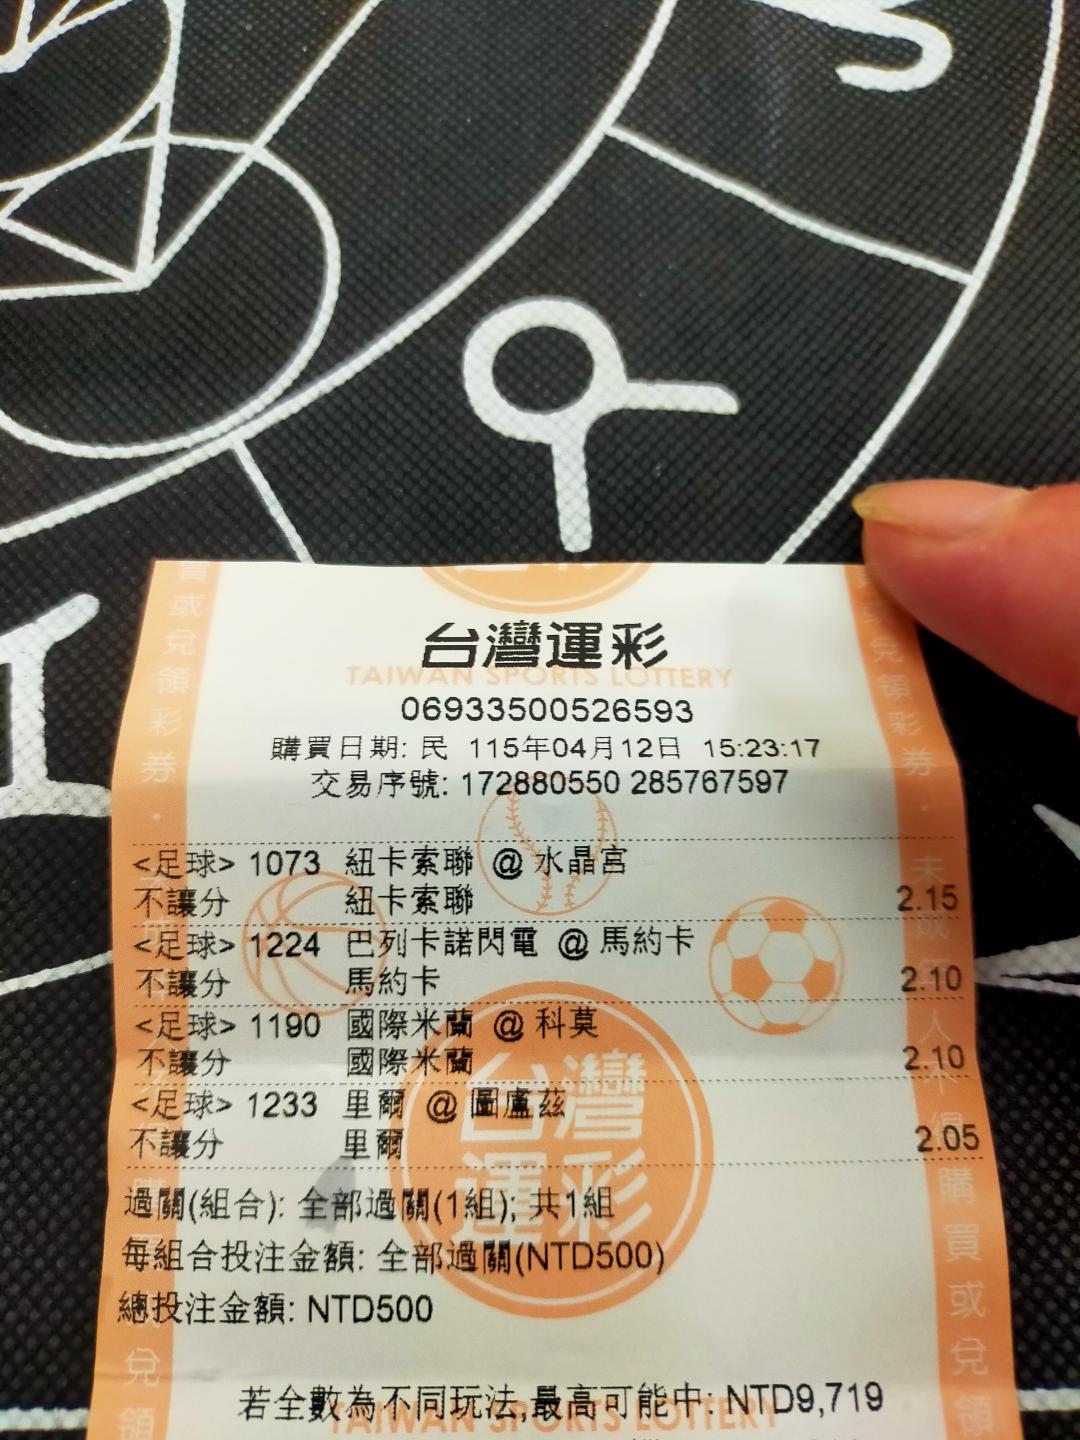 台灣運彩
TAIWAN SPORTS LOTTERY
06933500526593
購買日期: 民 115年04月12日 15:23:17
交易序號: 172880550 285767597
<足球> 1073 紐卡索聯 @ 水晶宮
不讓分 紐卡索聯 2.15
<足球> 1224 巴列卡諾閃電 @ 馬約卡
不讓分 馬約卡 2.10
<足球> 1190 國際米蘭 @ 科莫
不讓分 國際米蘭 2.10
<足球> 1233 里爾 @ 圖盧茲
不讓分 里爾 2.05
台灣運彩
過關(組合): 全部過關(1組); 共1組
每組合投注金額: 全部過關(NTD500)
總投注金額: NTD500
若全數為不同玩法,最高可能中: NTD9,719
TAIWAN SPORTS LOTTERY